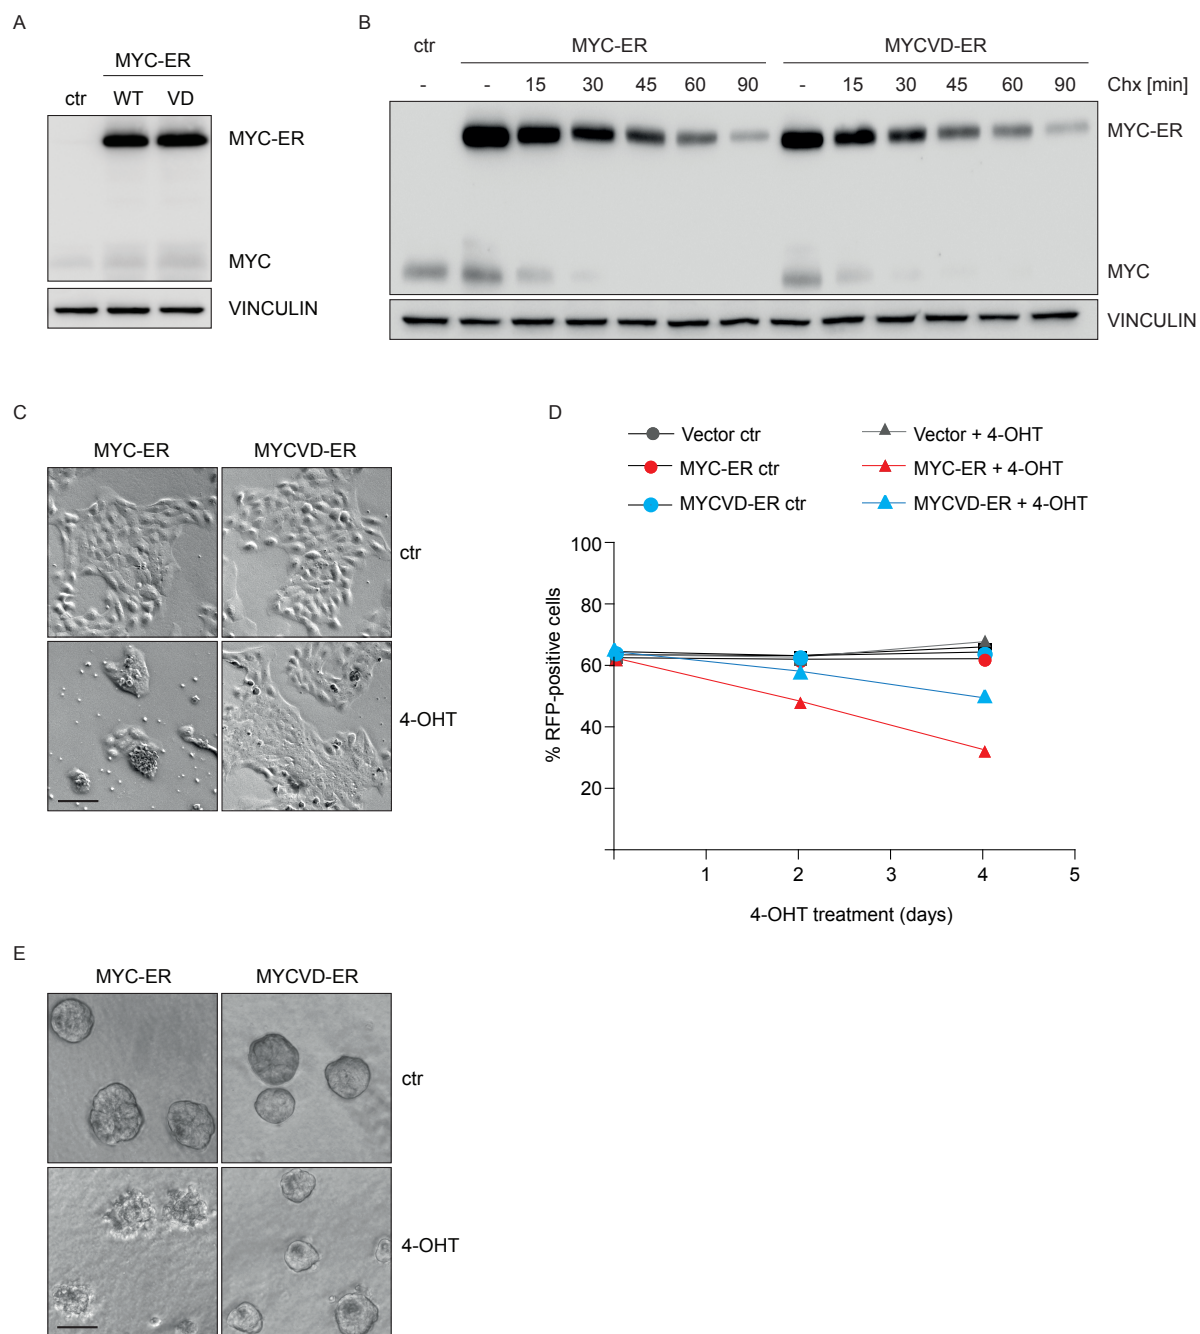 A
MYC-ER
ctr WT VD
MYC-ER
MYC
VINCULIN
B
ctr MYC-ER MYCVD-ER
- - 15 30 45 60 90 - 15 30 45 60 90 Chx [min]
MYC-ER
MYC
VINCULIN
C
MYC-ER MYCVD-ER
ctr
4-OHT
D
Vector ctr Vector + 4-OHT
MYC-ER ctr MYC-ER + 4-OHT
MYCVD-ER ctr MYCVD-ER + 4-OHT
% RFP-positive cells
100
80
60
40
20
1 2 3 4 5
4-OHT treatment (days)
E
MYC-ER MYCVD-ER
ctr
4-OHT